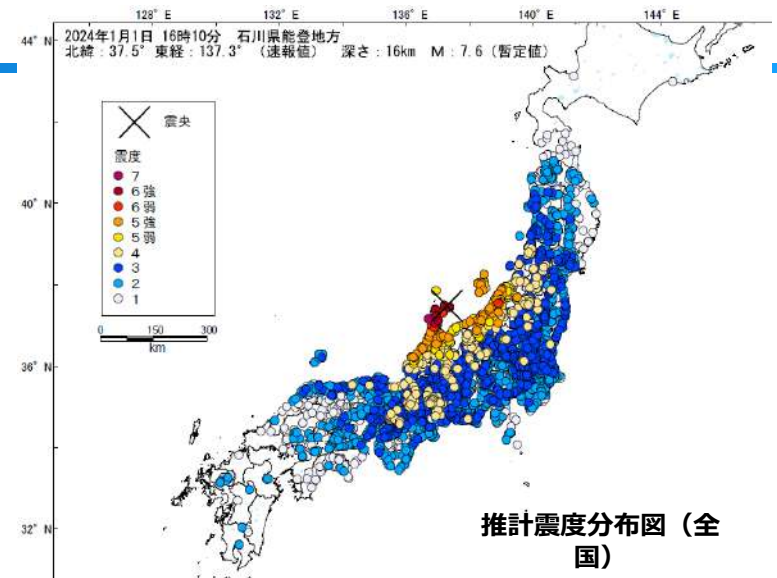 128° E
132° E
136° E
140° E
144° E
44° N
2024年1月1日 16時10分 石川県能登地方
北緯：37.5° 東経：137.3° （速報値） 深さ：16km M：7.6（暫定値）
震央
震度
7
6強
6弱
5強
5弱
4
3
2
1
0 150 300
km
40° N
36° N
32° N
推計震度分布図（全
国）